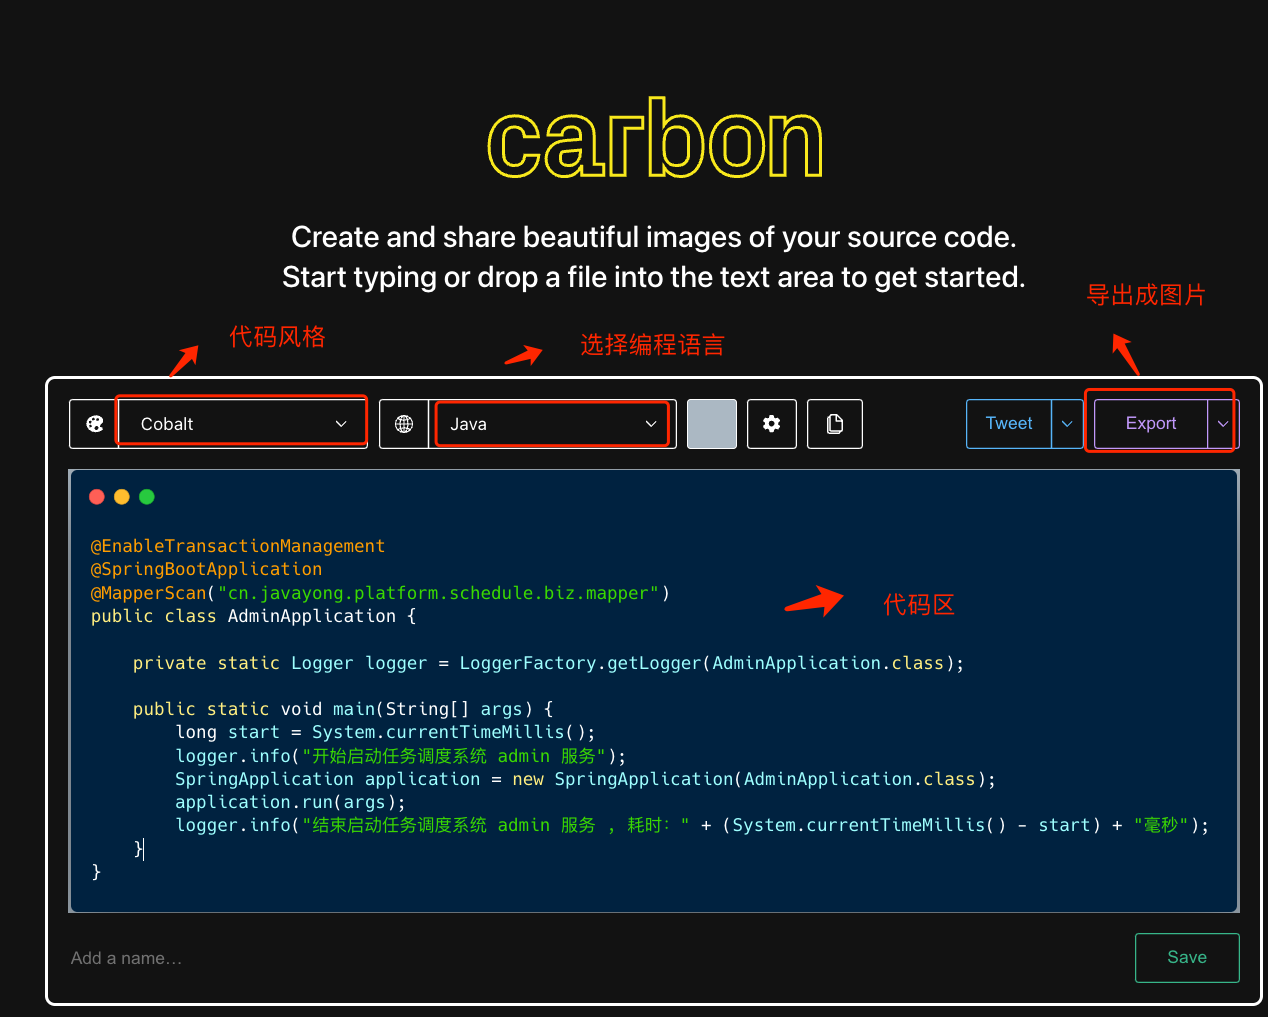 carbon
Create and share beautiful images of your source code.
Start typing or drop a file into the text area to get started.
导出成图片
代码风格
选择编程语言
Cobalt
Java
Tweet
Export
@EnableTransactionManagement
@SpringBootApplication
@MapperScan("cn.javayong.platform.schedule.biz.mapper")
public class AdminApplication {
代码区
    private static Logger logger = LoggerFactory.getLogger(AdminApplication.class);
    public static void main(String[] args) {
        long start = System.currentTimeMillis();
        logger.info("开始启动任务调度系统 admin 服务");
        SpringApplication application = new SpringApplication(AdminApplication.class);
        application.run(args);
        logger.info("结束启动任务调度系统 admin 服务 , 耗时: " + (System.currentTimeMillis() - start) + "毫秒");
    }
}
Add a name…
Save